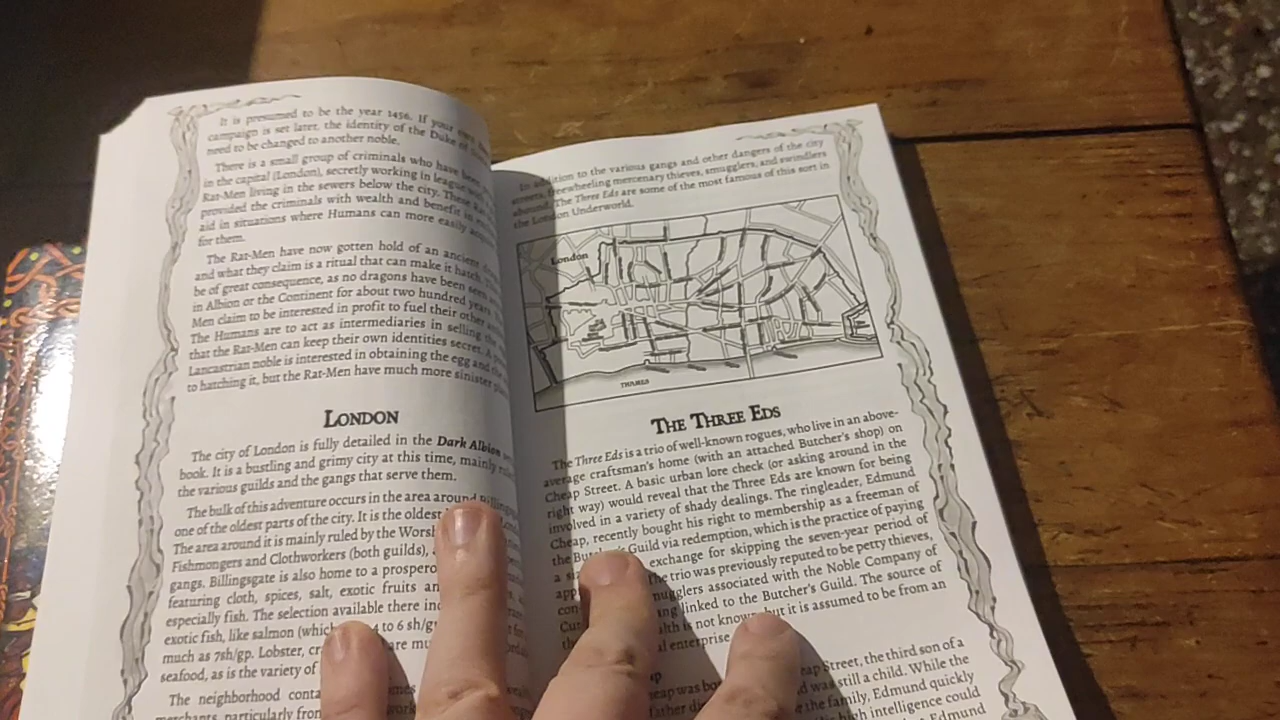 It is presumed to be the year 1456. If your
campaign is set later, the identity of the Duke of
need to be changed to another noble.
There is a small group of criminals who have been
in the capital (London), secretly working in league
Rat-Men living in the sewers below the city. These
provided the criminals with wealth and benefit in
aid in situations where Humans can more easily
for them.
The Rat-Men have now gotten hold of an ancient
and what they claim is a ritual that can make it hatch.
be of great consequence, as no dragons have been seen
in Albion or the Continent for about two hundred years.
Men claim to be interested in profit to fuel their other
The Humans are to act as intermediaries in selling the
that the Rat-Men can keep their own identities secret. A
Lancastrian noble is interested in obtaining the egg and the
to hatching it, but the Rat-Men have much more sinister
LONDON
The city of London is fully detailed in the Dark Albion
book. It is a bustling and grimy city at this time, mainly
the various guilds and the gangs that serve them.
The bulk of this adventure occurs in the area around
one of the oldest parts of the city. It is the oldest
The area around it is mainly ruled by the
Fishmongers and Clothworkers (both guilds),
gangs. Billingsgate is also home to a
featuring cloth, spices, salt, exotic fruits
especially fish. The selection available there
exotic fish, like salmon 4 to 6
much as 7sh/gp. Lobster, are
seafood, as is the variety of
The neighborhood
merchants, particularly from
In addition to the various gangs and other dangers of the city
streets, freewheeling mercenary thieves, smugglers, and swindlers
abound. The Three Eds are some of the most famous of this sort in
the London Underworld.
London
THAMES
THE THREE EDS
The Three Eds is a trio of well-known rogues, who live in an above-
average craftsman's home (with an attached Butcher's shop) on
Cheap Street. A basic urban lore check (or asking around in the
right way) would reveal that the Three Eds are known for being
involved in a variety of shady dealings. The ringleader, Edmund
Cheap, recently bought his right to membership as a freeman of
the Guild via redemption, which is the practice of paying
a exchange for skipping the seven-year period of
The trio was previously reputed to be petty thieves,
associated with the Noble Company of
linked to the Butcher's Guild. The source of
is not known, but it is assumed to be from an
enterprise
Street, the third son of a
was still a child. While the
the family, Edmund quickly
high intelligence could
Edmund